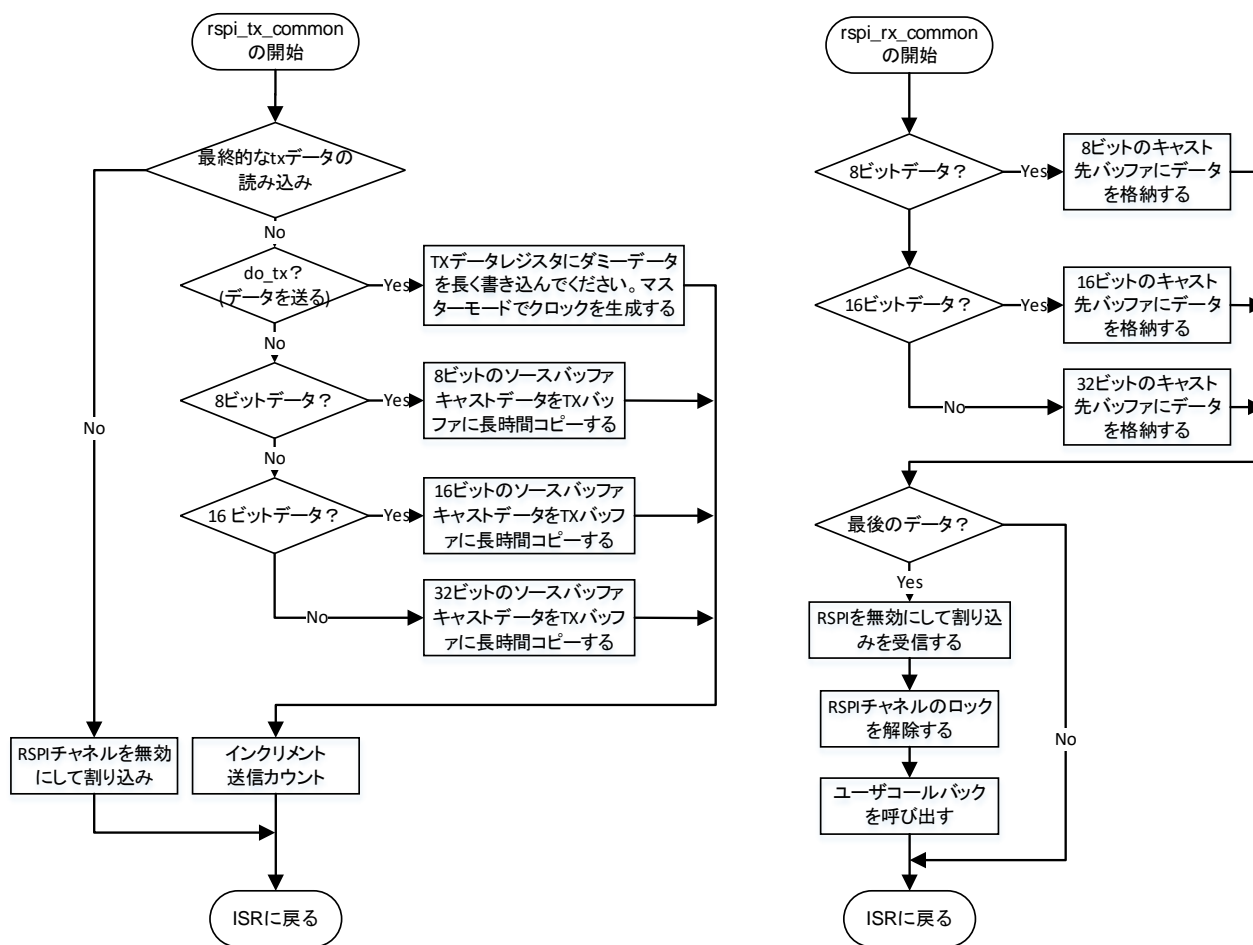 rspi_tx_common
の開始
最終的なtxデータの
読み込み
No
do_tx？
(データを送る)
Yes
TXデータレジスタにダミーデータ
を長く書き込んでください。マス
ターモードでクロックを生成する
No
8ビットデータ？
Yes
8ビットのソースバッファ
キャストデータをTXバッ
ファに長時間コピーする
No
No
16 ビットデータ？
Yes
16ビットのソースバッファ
キャストデータをTXバッフ
ァに長時間コピーする
No
32ビットのソースバッファ
キャストデータをTXバッフ
ァに長時間コピーする
RSPIチャネルを無効
にして割り込み
インクリメント
送信カウント
ISRに戻る
rspi_rx_common
の開始
8ビットデータ？
Yes
8ビットのキャスト
先バッファにデータ
を格納する
16ビットデータ？
Yes
16ビットのキャスト
先バッファにデータ
を格納する
No
32ビットのキャスト
先バッファにデータ
を格納する
最後のデータ？
Yes
RSPIを無効にして割り込
みを受信する
RSPIチャネルのロック
を解除する
No
ユーザコールバック
を呼び出す
ISRに戻る